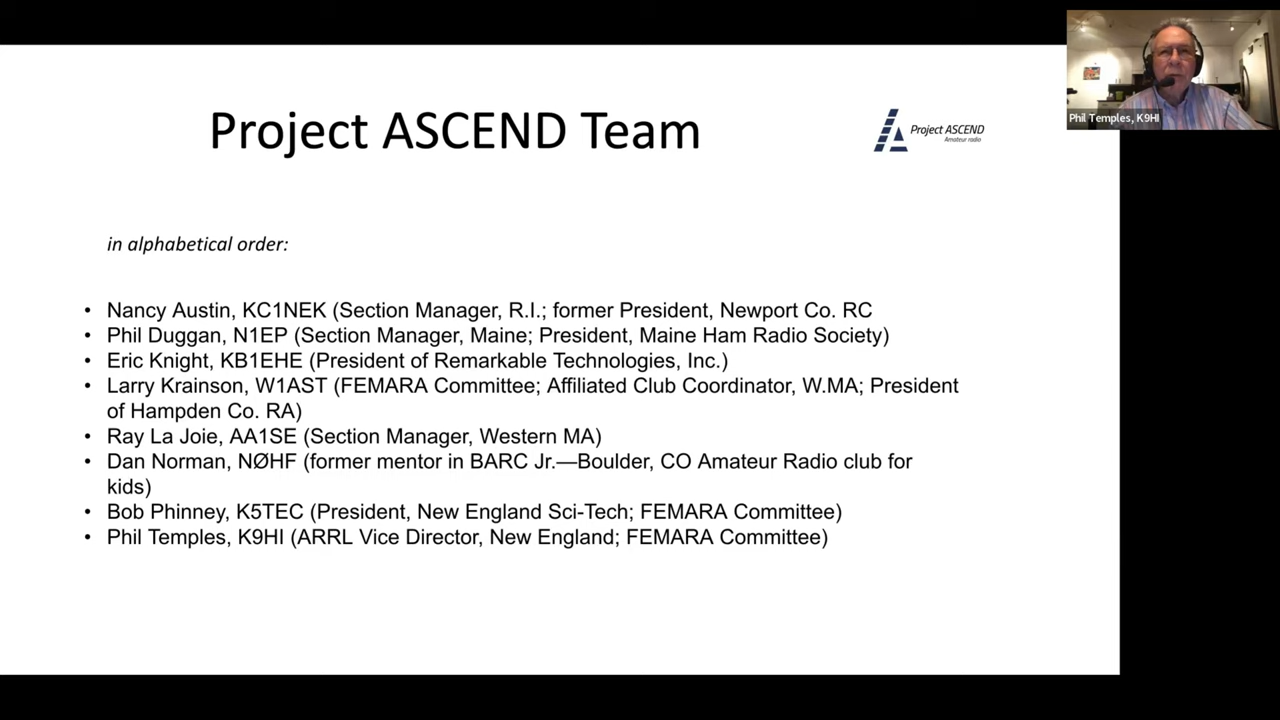 Project ASCEND Team
Project ASCEND
Amateur radio
Phil Temples, K9HI
in alphabetical order:
• Nancy Austin, KC1NEK (Section Manager, R.I.; former President, Newport Co. RC
• Phil Duggan, N1EP (Section Manager, Maine; President, Maine Ham Radio Society)
• Eric Knight, KB1EHE (President of Remarkable Technologies, Inc.)
• Larry Krainson, W1AST (FEMARA Committee; Affiliated Club Coordinator, W.MA; President
of Hampden Co. RA)
• Ray La Joie, AA1SE (Section Manager, Western MA)
• Dan Norman, NØHF (former mentor in BARC Jr.—Boulder, CO Amateur Radio club for
kids)
• Bob Phinney, K5TEC (President, New England Sci-Tech; FEMARA Committee)
• Phil Temples, K9HI (ARRL Vice Director, New England; FEMARA Committee)